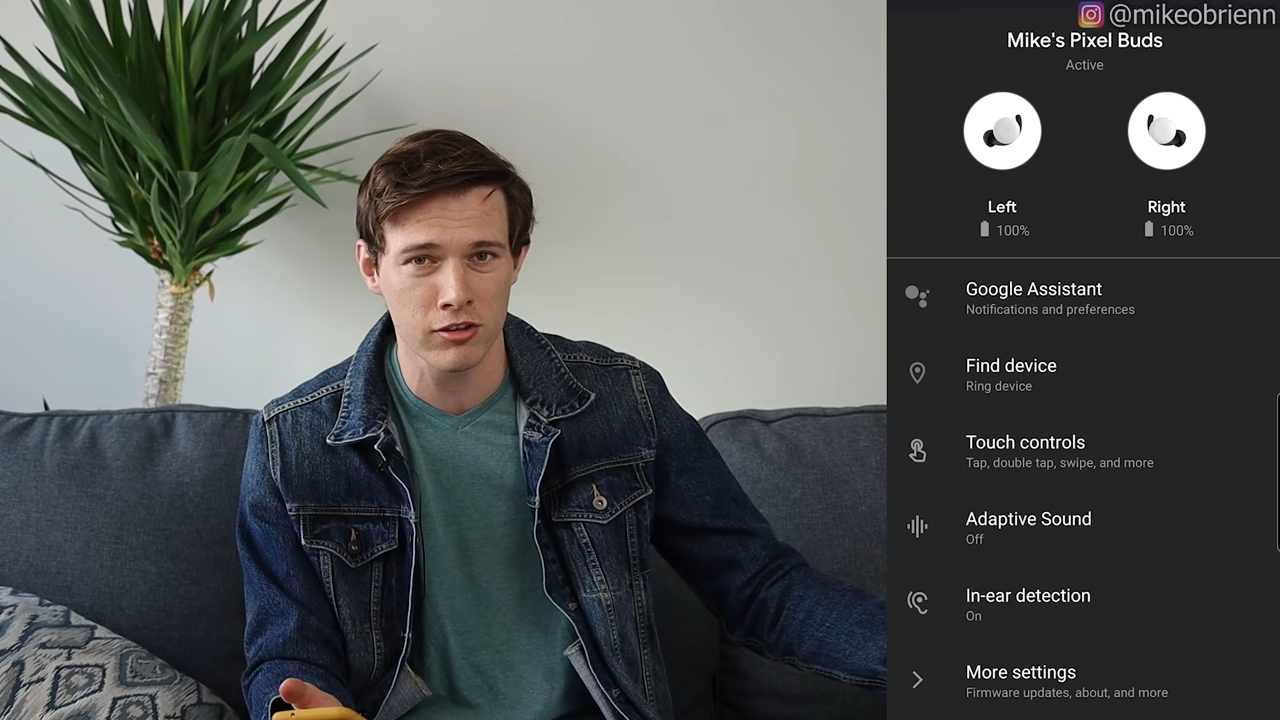 @mikeobrienn
Mike's Pixel Buds
Active
Left
Right
100%
100%
Google Assistant
Notifications and preferences
Find device
Ring device
Touch controls
Tap, double tap, swipe, and more
Adaptive Sound
Off
In-ear detection
On
More settings
Firmware updates, about, and more